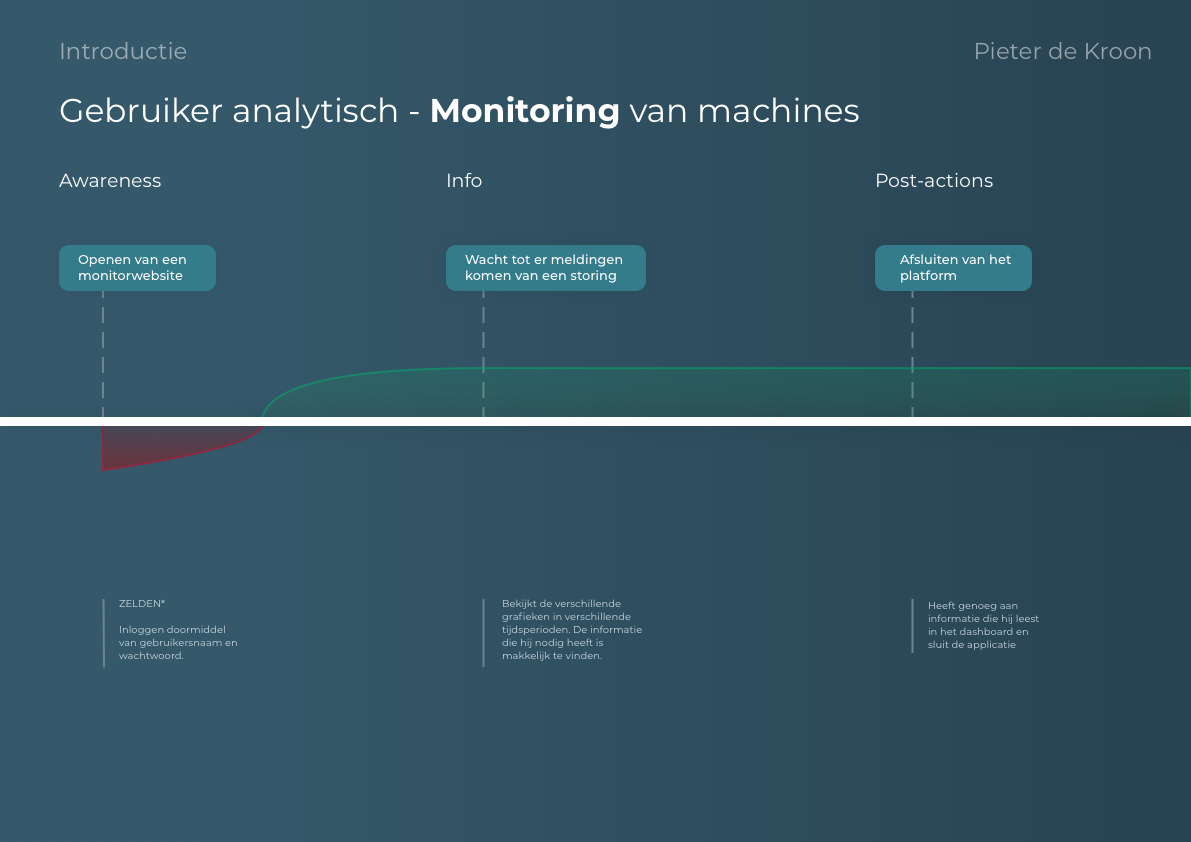 Introductie
Pieter de Kroon
Gebruiker analytisch - Monitoring van machines
Awareness
Info
Post-actions
Openen van een
monitorwebsite
Wacht tot er meldingen
komen van een storing
Afsluiten van het
platform
ZELDEN*
Inloggen doormiddel
van gebruikersnaam en
wachtwoord.
Bekijkt de verschillende
grafieken in verschillende
tijdsperioden. De informatie
die hij nodig heeft is
makkelijk te vinden.
Heeft genoeg aan
informatie die hij leest
in het dashboard en
sluit de applicatie